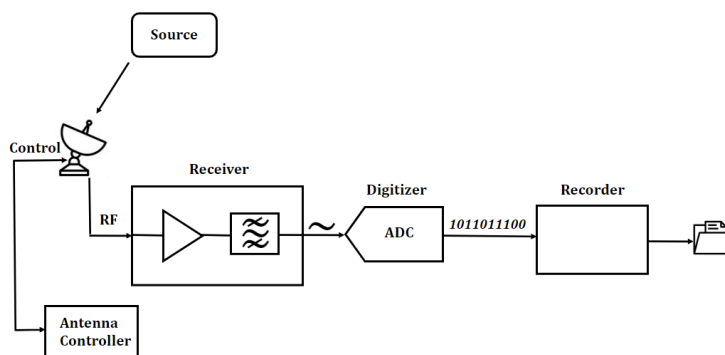 Source
Control
Receiver
Digitizer
Recorder
RF
ADC
1011011100
Antenna
Controller